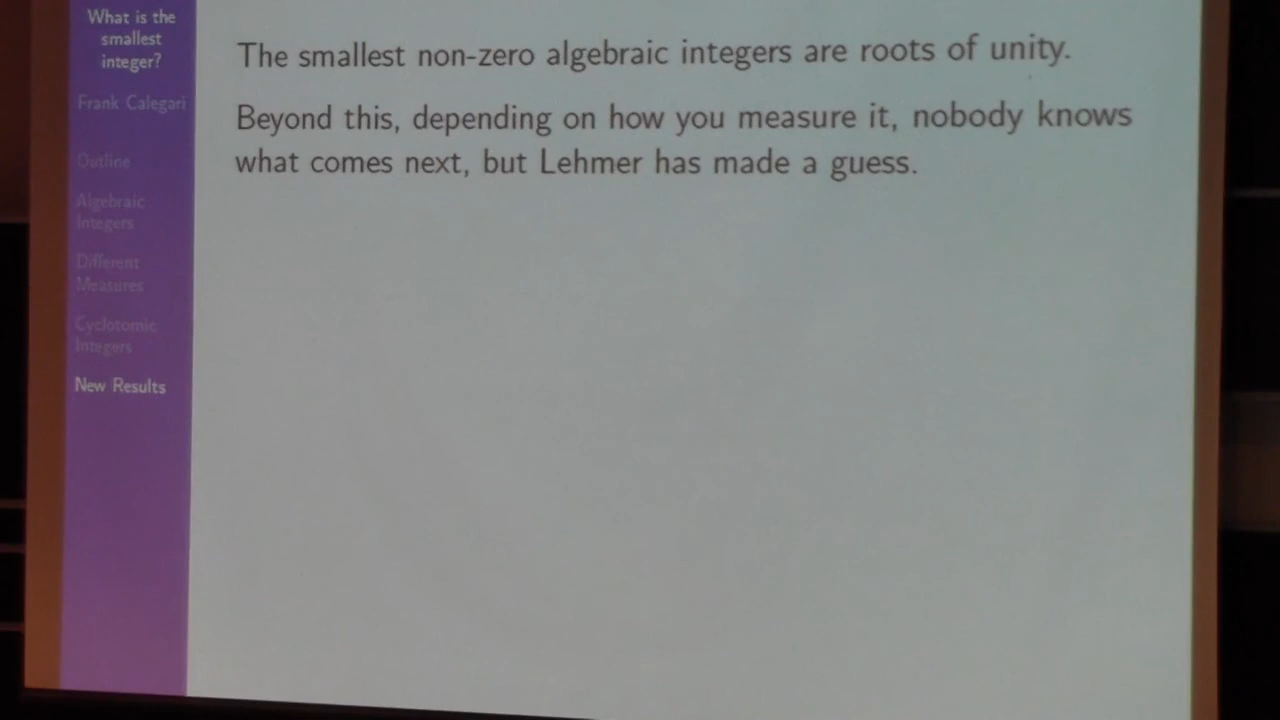 What is the
smallest
integer?
Frank Calegari
Outline
Algebraic
Integers
Different
Measures
Cyclotomic
Integers
New Results
The smallest non-zero algebraic integers are roots of unity.
Beyond this, depending on how you measure it, nobody knows
what comes next, but Lehmer has made a guess.